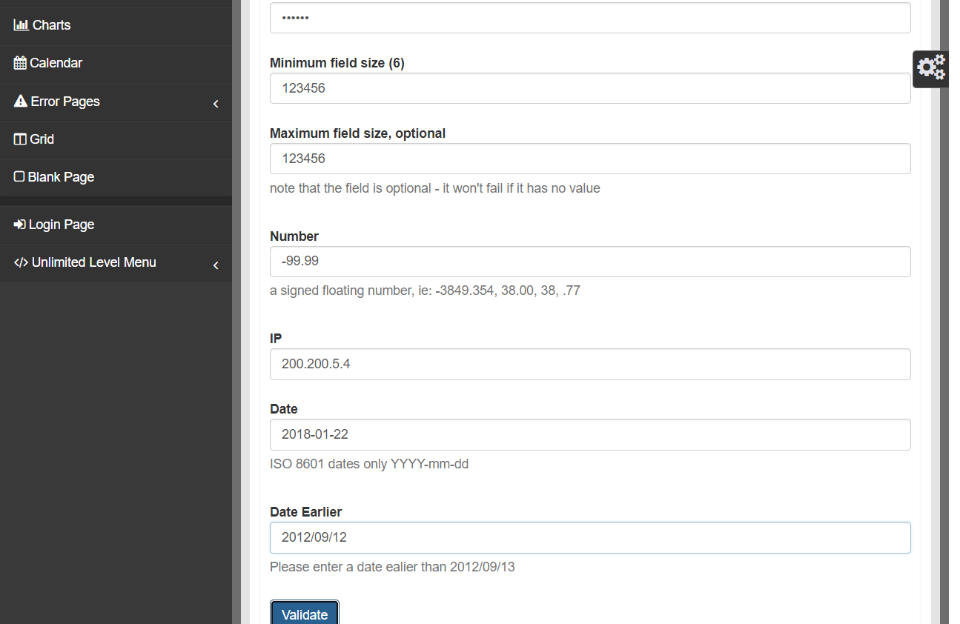 Charts
Calendar
Error Pages
Grid
Blank Page
Login Page
</> Unlimited Level Menu
••••••
Minimum field size (6)
123456
Maximum field size, optional
123456
note that the field is optional - it won't fail if it has no value
Number
-99.99
a signed floating number, ie: -3849.354, 38.00, 38, .77
IP
200.200.5.4
Date
2018-01-22
ISO 8601 dates only YYYY-mm-dd
Date Earlier
2012/09/12
Please enter a date ealier than 2012/09/13
Validate